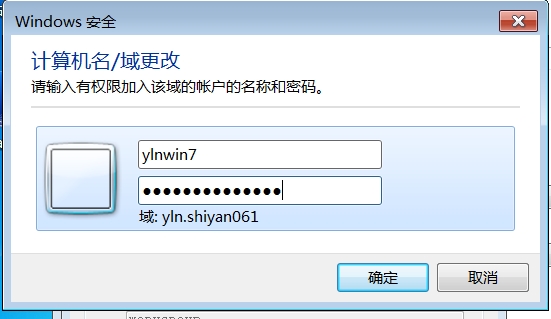 Windows 安全
计算机名/域更改
请输入有权限加入该域的帐户的名称和密码。
ylnwin7
●●●●●●●●●●●●●●
域: yln.shiyan061
确定
取消